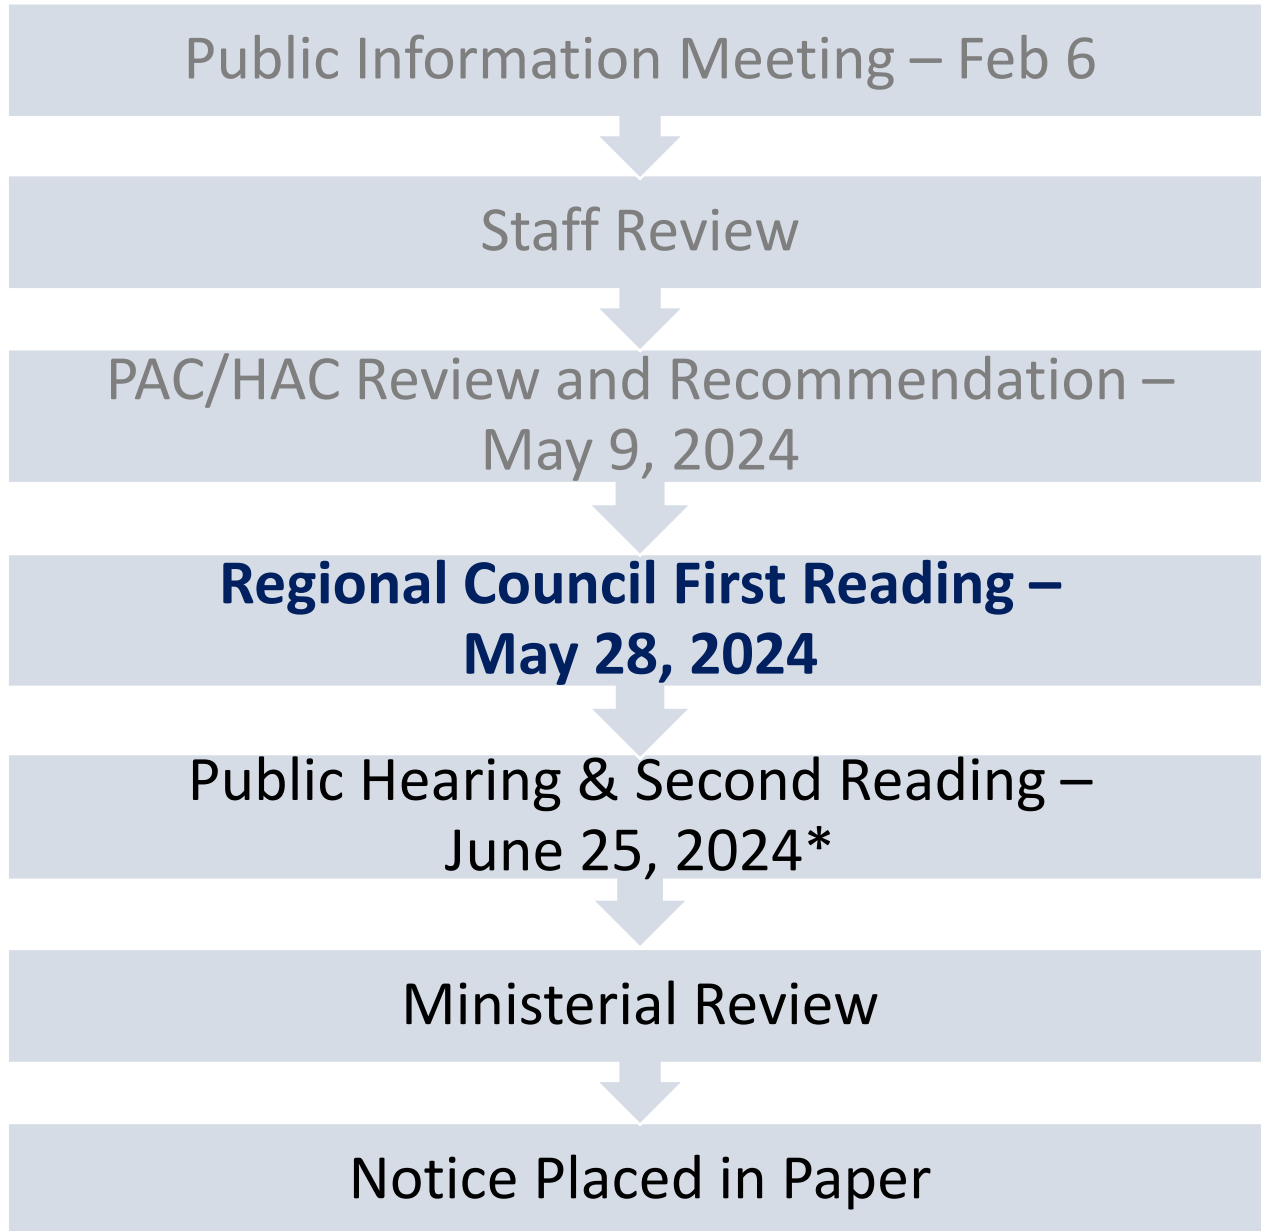 Public Information Meeting – Feb 6
Staff Review
PAC/HAC Review and Recommendation –
May 9, 2024
Regional Council First Reading –
May 28, 2024
Public Hearing & Second Reading –
June 25, 2024*
Ministerial Review
Notice Placed in Paper